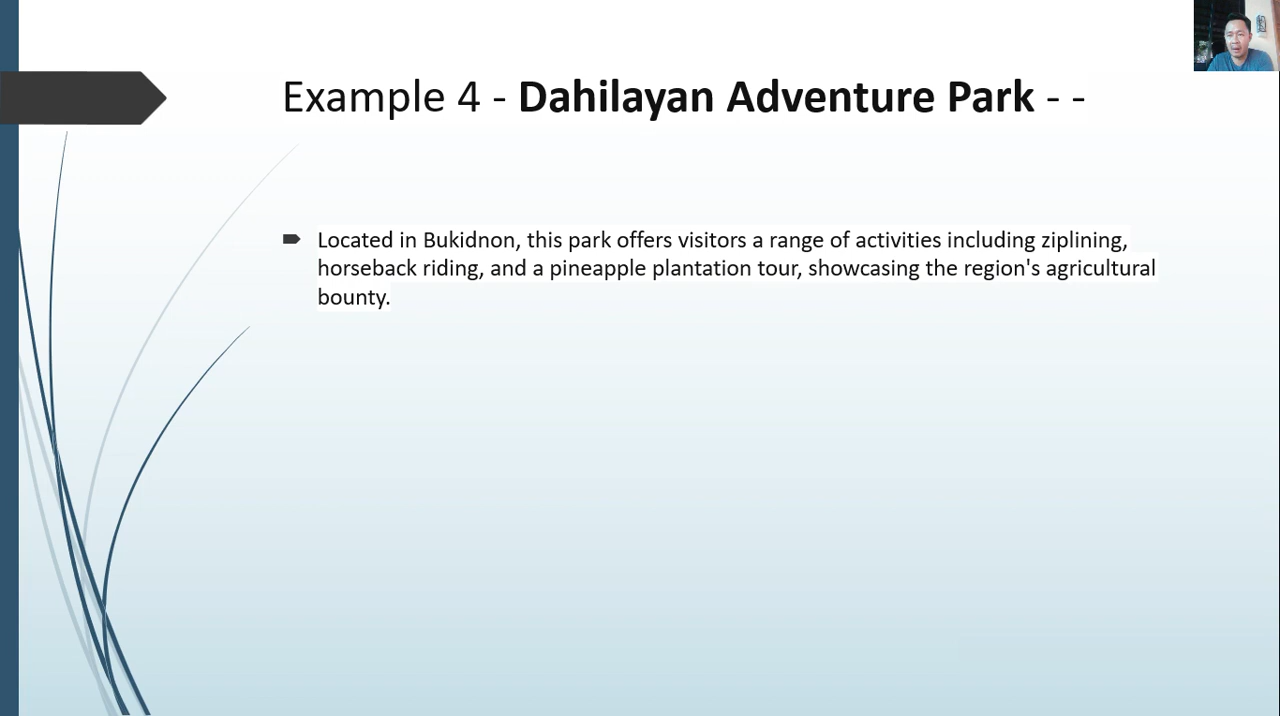 Example 4 - Dahilayan Adventure Park - -
Located in Bukidnon, this park offers visitors a range of activities including ziplining,
horseback riding, and a pineapple plantation tour, showcasing the region's agricultural
bounty.